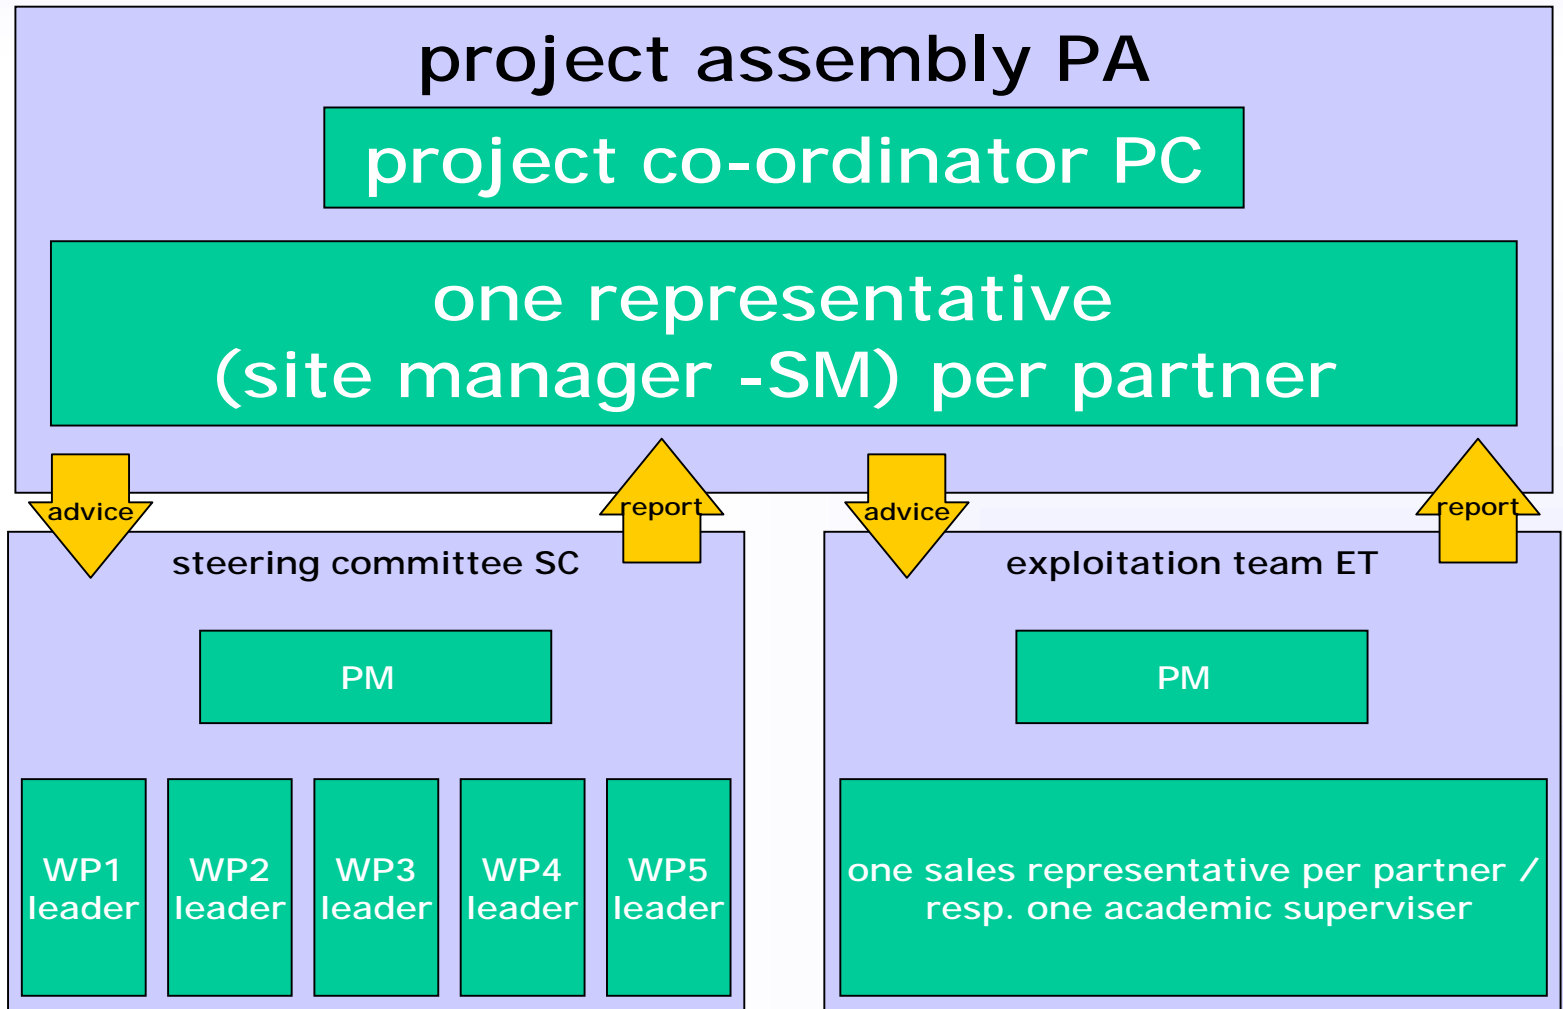 project assembly PA
project co-ordinator PC
one representative
(site manager -SM) per partner
advice
report
advice
report
steering committee SC
PM
WP1
leader
WP2
leader
WP3
leader
WP4
leader
WP5
leader
exploitation team ET
PM
one sales representative per partner /
resp. one academic superviser